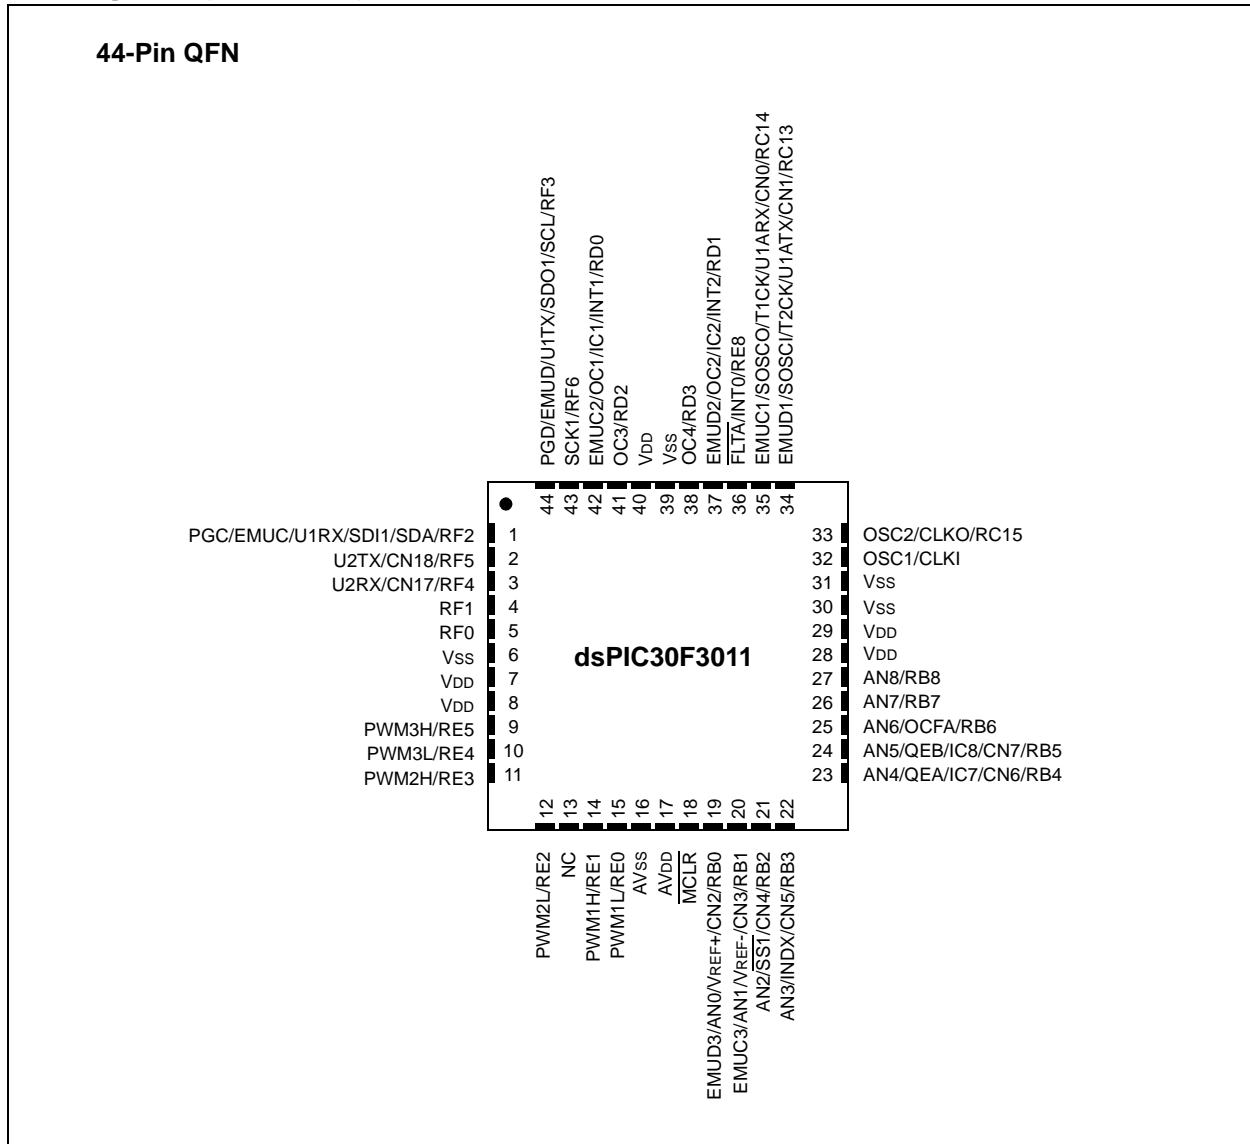 44-Pin QFN
PGD/EMUD/U1TX/SDO1/SCL/RF3
SCK1/RF6
EMUC2/OC1/IC1/INT1/RD0
OC3/RD2
VDD
VSS
OC4/RD3
EMUD2/OC2/IC2/INT2/RD1
FLTA/INT0/RE8
EMUC1/SOSCO/T1CK/U1ARX/CN0/RC14
EMUD1/SOSCI/T2CK/U1ATX/CN1/RC13
44
43
42
41
40
39
38
37
36
35
34
PGC/EMUC/U1RX/SDI1/SDA/RF2 1
U2TX/CN18/RF5 2
U2RX/CN17/RF4 3
RF1 4
RF0 5
VSS 6
VDD 7
VDD 8
PWM3H/RE5 9
PWM3L/RE4 10
PWM2H/RE3 11
dsPIC30F3011
33 OSC2/CLKO/RC15
32 OSC1/CLKI
31 VSS
30 VSS
29 VDD
28 VDD
27 AN8/RB8
26 AN7/RB7
25 AN6/OCFA/RB6
24 AN5/QEB/IC8/CN7/RB5
23 AN4/QEA/IC7/CN6/RB4
12
13
14
15
16
17
18
19
20
21
22
PWM2L/RE2
NC
PWM1H/RE1
PWM1L/RE0
AVSS
AVDD
MCLR
EMUD3/AN0/VREF+/CN2/RB0
EMUC3/AN1/VREF-/CN3/RB1
AN2/SS1/CN4/RB2
AN3/INDX/CN5/RB3